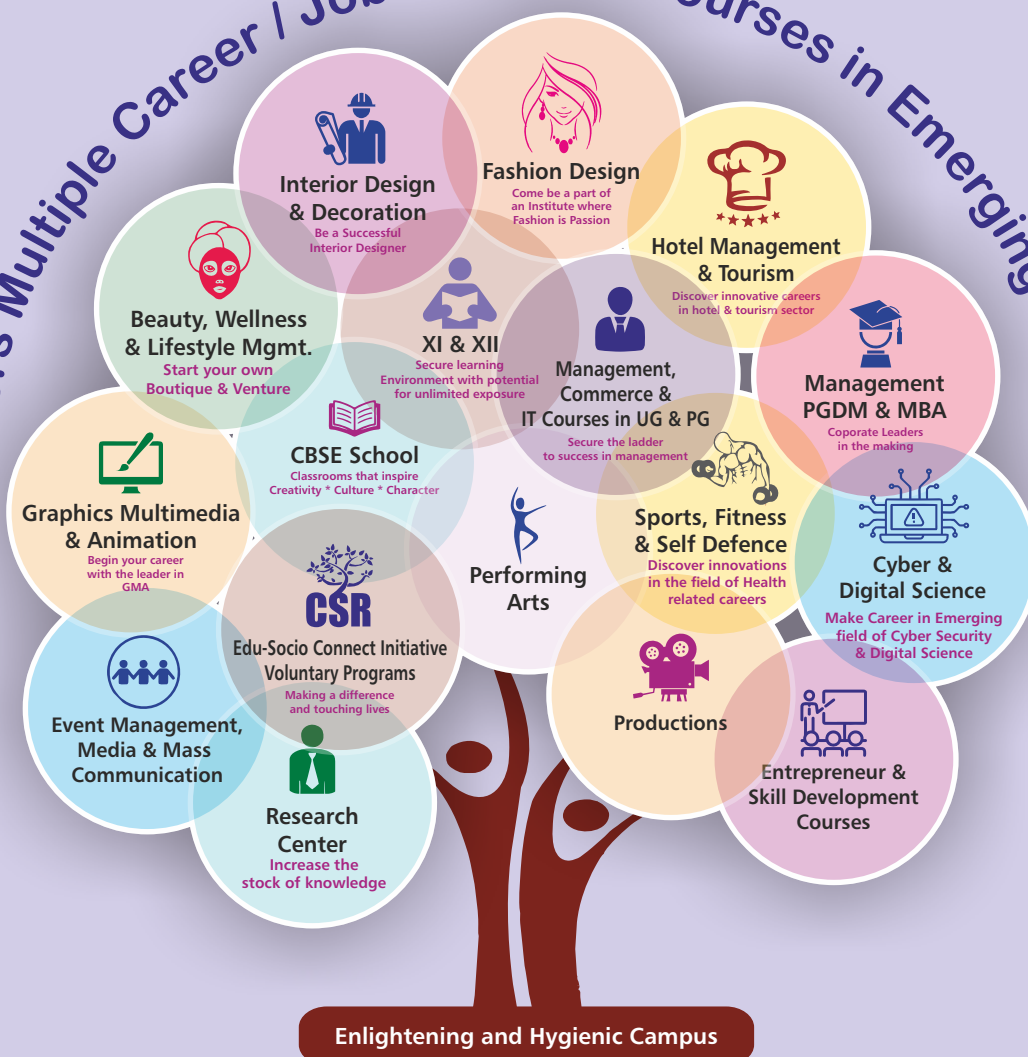 Multiple Career / Job
ourses in Emerging
Interior Design
& Decoration
Be a Successful
Interior Designer
Fashion Design
Come be a part of
an Institute where
Fashion is Passion
Hotel Management
& Tourism
Discover innovative careers
in hotel & tourism sector
Beauty, Wellness
& Lifestyle Mgmt.
Start your own
Boutique & Venture
XI & XII
Secure learning
Environment with potential
for unlimited exposure
Management,
Commerce &
IT Courses in UG & PG
Secure the ladder
to success in management
Management
PGDM & MBA
Coporate Leaders
in the making
CBSE School
Classrooms that inspire
Creativity * Culture * Character
Graphics Multimedia
& Animation
Begin your career
with the leader in
GMA
Sports, Fitness
& Self Defence
Discover innovations
in the field of Health
related careers
Performing
Arts
Cyber &
Digital Science
Make Career in Emerging
field of Cyber Security
& Digital Science
CSR
Edu-Socio Connect Initiative
Voluntary Programs
Making a difference
and touching lives
Event Management,
Media & Mass
Communication
Productions
Research
Center
Increase the
stock of knowledge
Entrepreneur &
Skill Development
Courses
Enlightening and Hygienic Campus